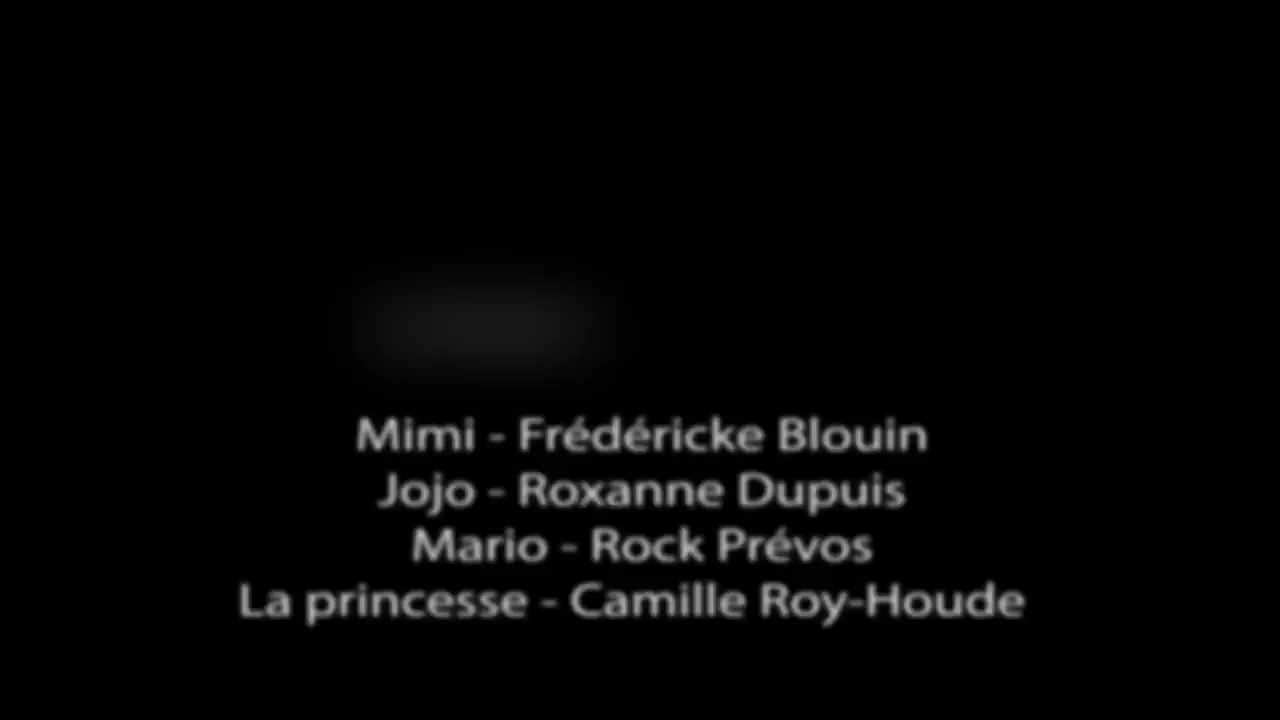 Mimi - Frédéricke Blouin
Jojo - Roxanne Dupuis
Mario - Rock Prévos
La princesse - Camille Roy-Houde